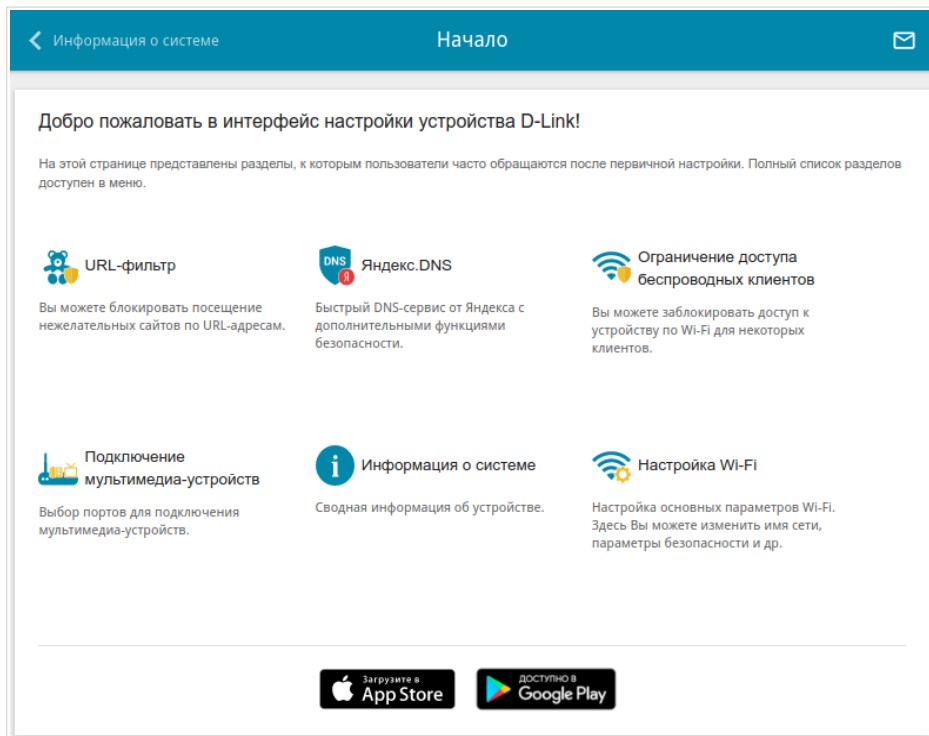 Информация о системе
Начало
Добро пожаловать в интерфейс настройки устройства D-Link!
На этой странице представлены разделы, к которым пользователи часто обращаются после первичной настройки. Полный список разделов
доступен в меню.
URL-фильтр
Вы можете блокировать посещение
нежелательных сайтов по URL-адресам.
DNS
Я
Яндекс.DNS
Быстрый DNS-сервис от Яндекса с
дополнительными функциями
безопасности.
Ограничение доступа
беспроводных клиентов
Вы можете заблокировать доступ к
устройству по Wi-Fi для некоторых
клиентов.
Подключение
мультимедиа-устройств
Выбор портов для подключения
мультимедиа-устройств.
i
Информация о системе
Сводная информация об устройстве.
Настройка Wi-Fi
Настройка основных параметров Wi-Fi.
Здесь Вы можете изменить имя сети,
параметры безопасности и др.
Загрузите в
App Store
ДОСТУПНО В
Google Play